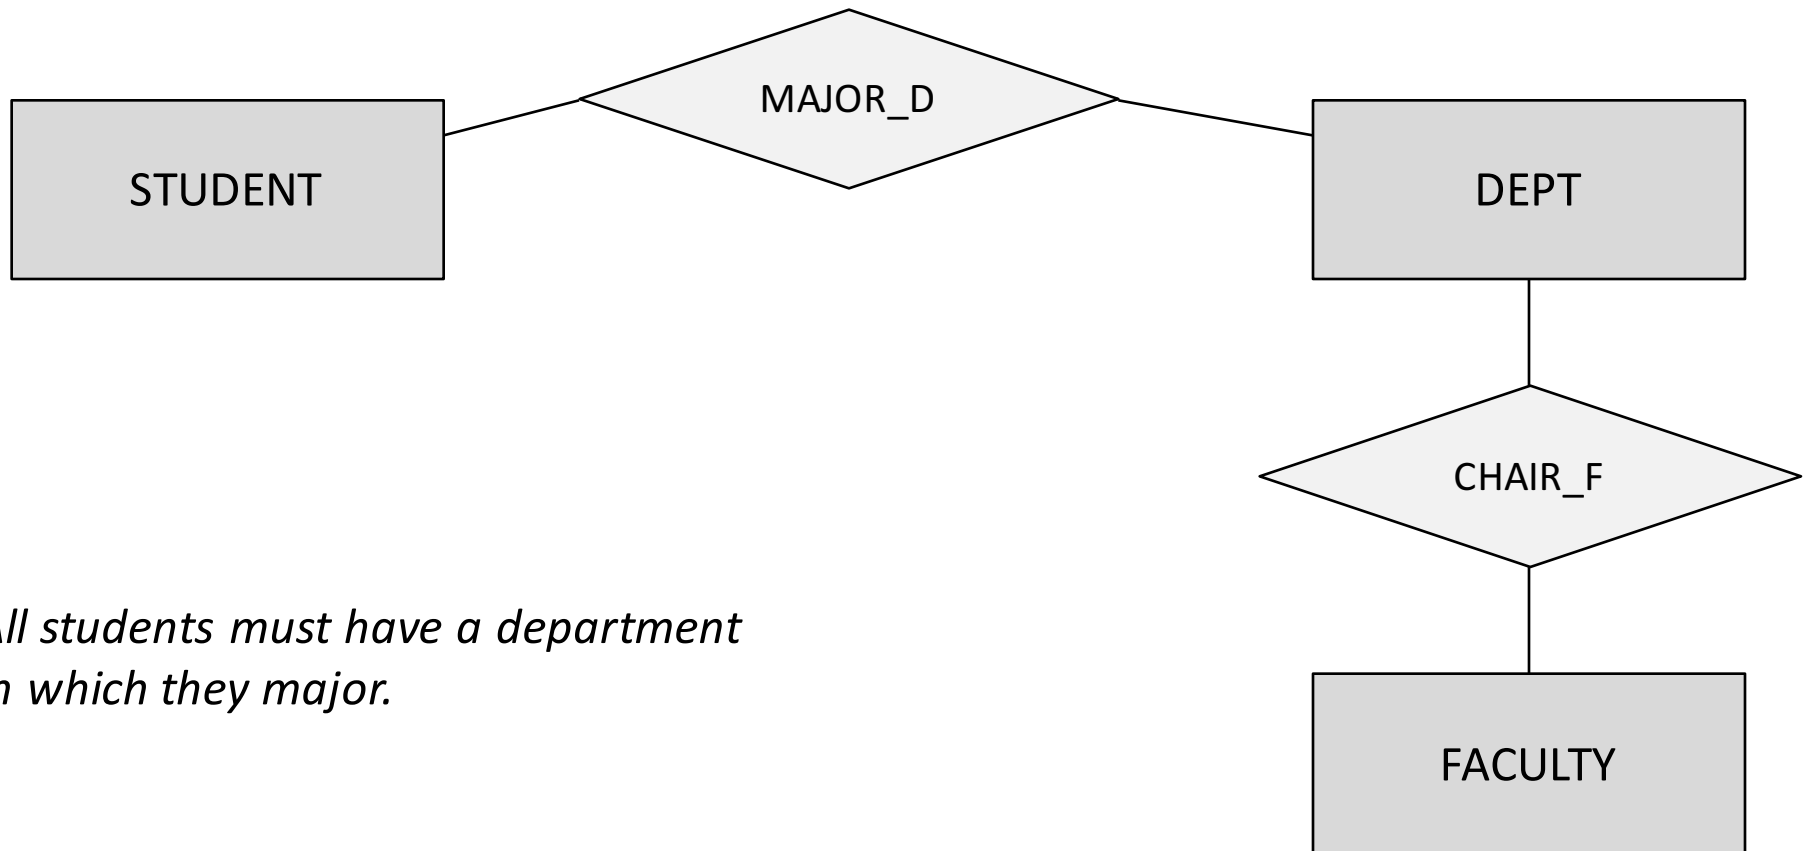 MAJOR_D
STUDENT
DEPT
CHAIR_F
students must have a department
which they major.
FACULTY